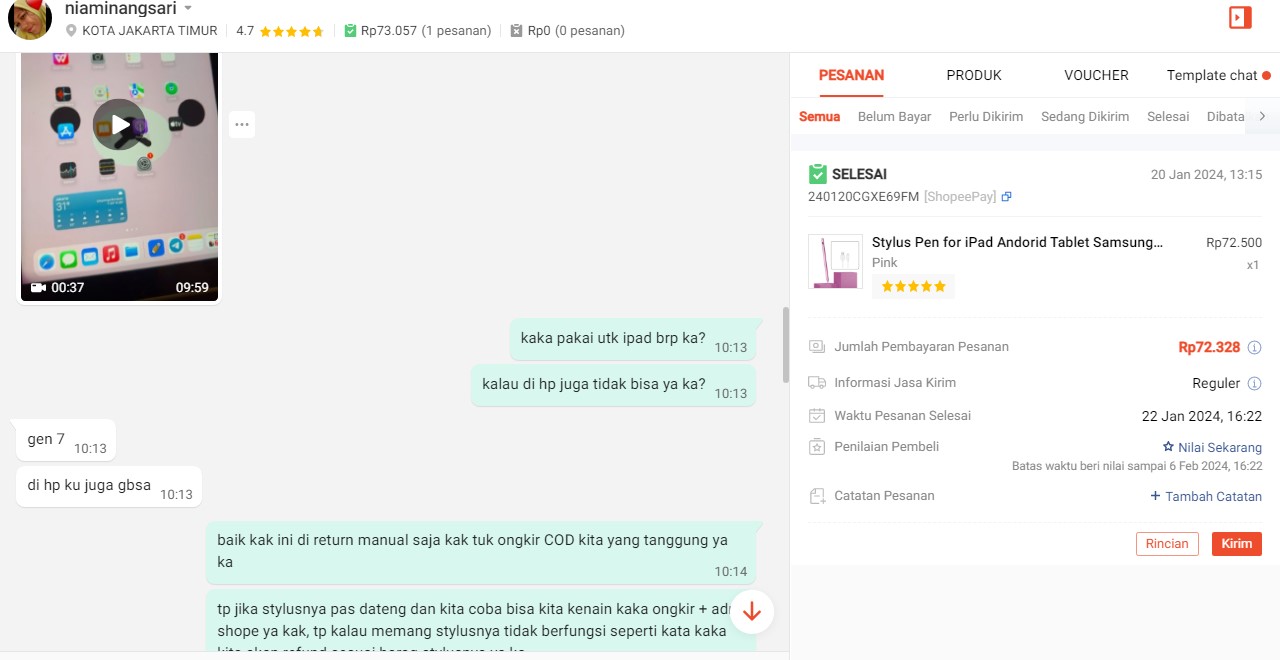 niaminangsari
KOTA JAKARTA TIMUR 4.7 Rp73.057 (1 pesanan) Rp0 (0 pesanan)
31°
00:37 09:59
kaka pakai utk ipad brp ka? 10:13
kalau di hp juga tidak bisa ya ka? 10:13
gen 7 10:13
di hp ku juga gbsa 10:13
baik kak ini di return manual saja kak tuk ongkir COD kita yang tanggung ya
ka
10:14
tp jika stylusnya pas dateng dan kita coba bisa kita kenain kaka ongkir +
shope ya kak, tp kalau memang stylusnya tidak berfungsi seperti kata kaka
PESANAN PRODUK VOUCHER Template chat
Semua Belum Bayar Perlu Dikirim Sedang Dikirim Selesai Dibata
SELESAI 20 Jan 2024, 13:15
240120CGXE69FM [ShopeePay]
Stylus Pen for iPad Andorid Tablet Samsung... Rp72.500
Pink x1
Jumlah Pembayaran Pesanan Rp72.328
Informasi Jasa Kirim Reguler
Waktu Pesanan Selesai 22 Jan 2024, 16:22
Penilaian Pembeli Nilai Sekarang
Batas waktu beri nilai sampai 6 Feb 2024, 16:22
Catatan Pesanan + Tambah Catatan
Rincian Kirim